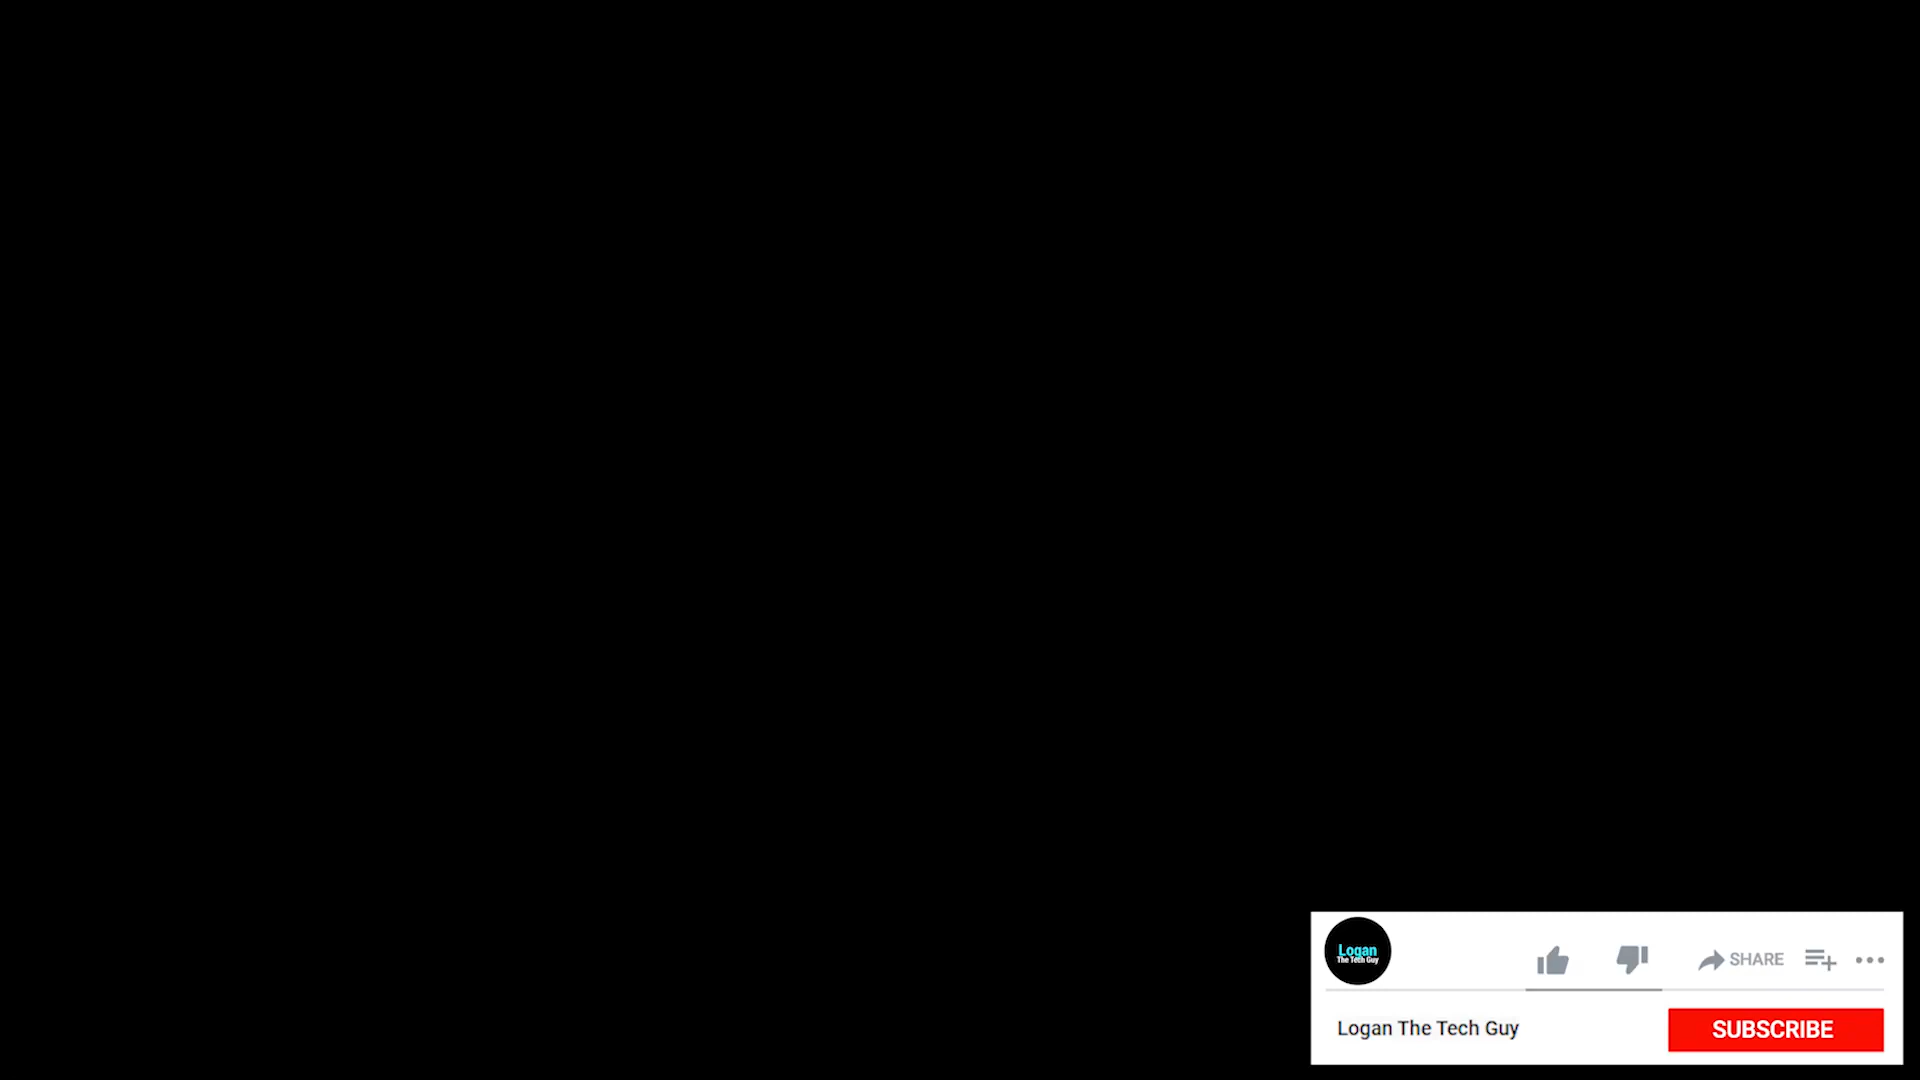 Logan
The Tech Guy
SHARE
Logan The Tech Guy
SUBSCRIBE